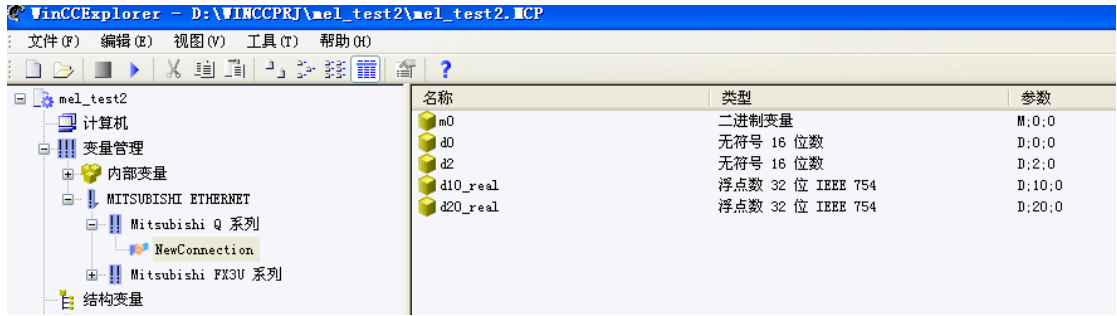 WinCCExplorer - D:\WINCCPRJ\mel_test2\mel_test2.MCP
文件(F) 编辑(E) 视图(V) 工具(T) 帮助(H)
mel_test2
计算机
变量管理
内部变量
MITSUBISHI ETHERNET
Mitsubishi Q 系列
NewConnection
Mitsubishi FX3U 系列
结构变量
名称 类型 参数
m0 二进制变量 M;0;0
d0 无符号 16 位数 D;0;0
d2 无符号 16 位数 D;2;0
d10_real 浮点数 32 位 IEEE 754 D;10;0
d20_real 浮点数 32 位 IEEE 754 D;20;0